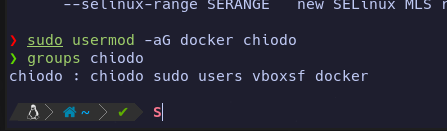 --selinux-range SERANGE new SELinux MLS r
❯ sudo usermod -aG docker chiodo
❯ groups chiodo
chiodo : chiodo sudo users vboxsf docker
~ ✔ S